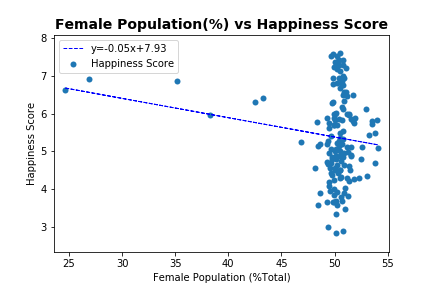 Female Population(%) vs Happiness Score
y=-0.05x+7.93
Happiness Score
8
7
6
5
4
3
Happiness Score
25
30
35
40
45
50
55
Female Population (%Total)